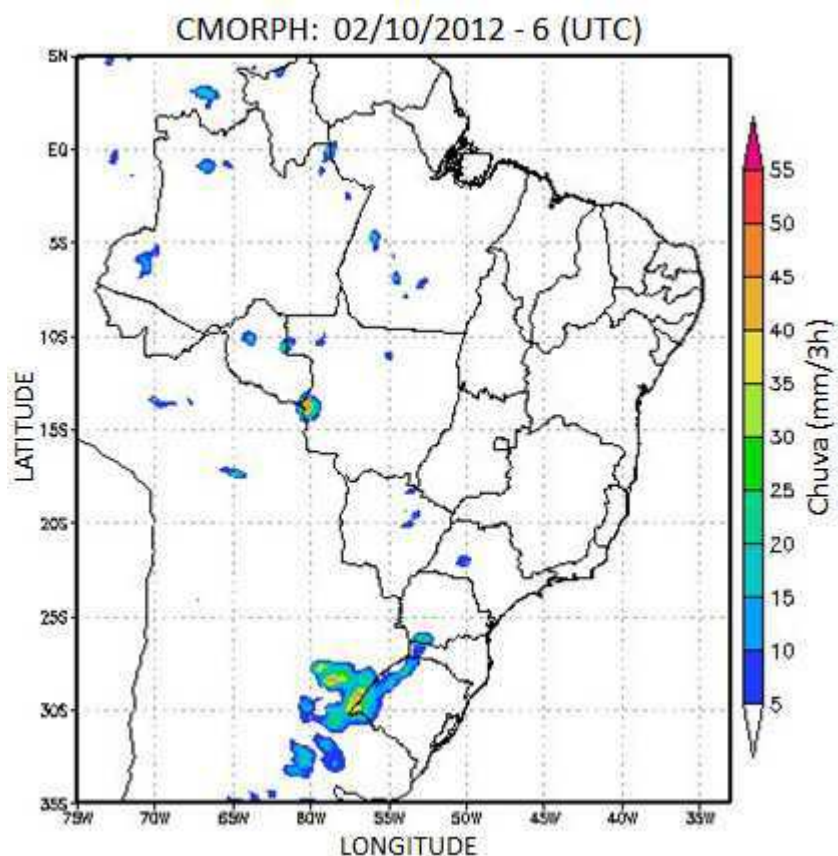 CMORPH: 02/10/2012 - 6 (UTC)
5N
EQ
5S
10S
15S
20S
25S
30S
35S
LATITUDE
75W 70W 65W 60W 55W 50W 45W 40W 35W
LONGITUDE
55
50
45
40
35
30
25
20
15
10
5
Chuva (mm/3h)